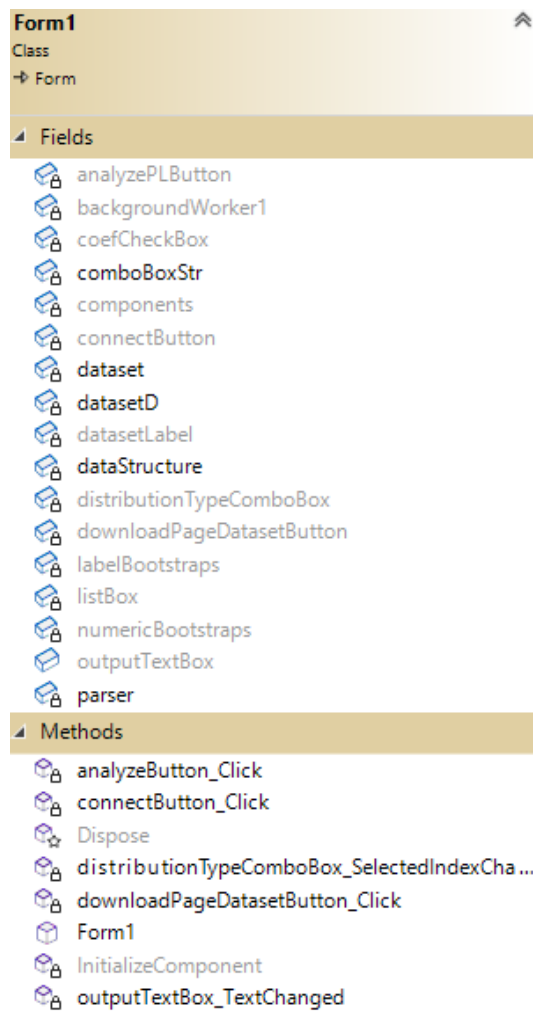 Form1
Class
Form
Fields
analyzePLButton
backgroundWorker1
coefCheckBox
comboBoxStr
components
connectButton
dataset
datasetD
datasetLabel
dataStructure
distributionTypeComboBox
downloadPageDatasetButton
labelBootstraps
listBox
numericBootstraps
outputTextBox
parser
Methods
analyzeButton_Click
connectButton_Click
Dispose
distributionTypeComboBox_SelectedIndexCha...
downloadPageDatasetButton_Click
Form1
InitializeComponent
outputTextBox_TextChanged